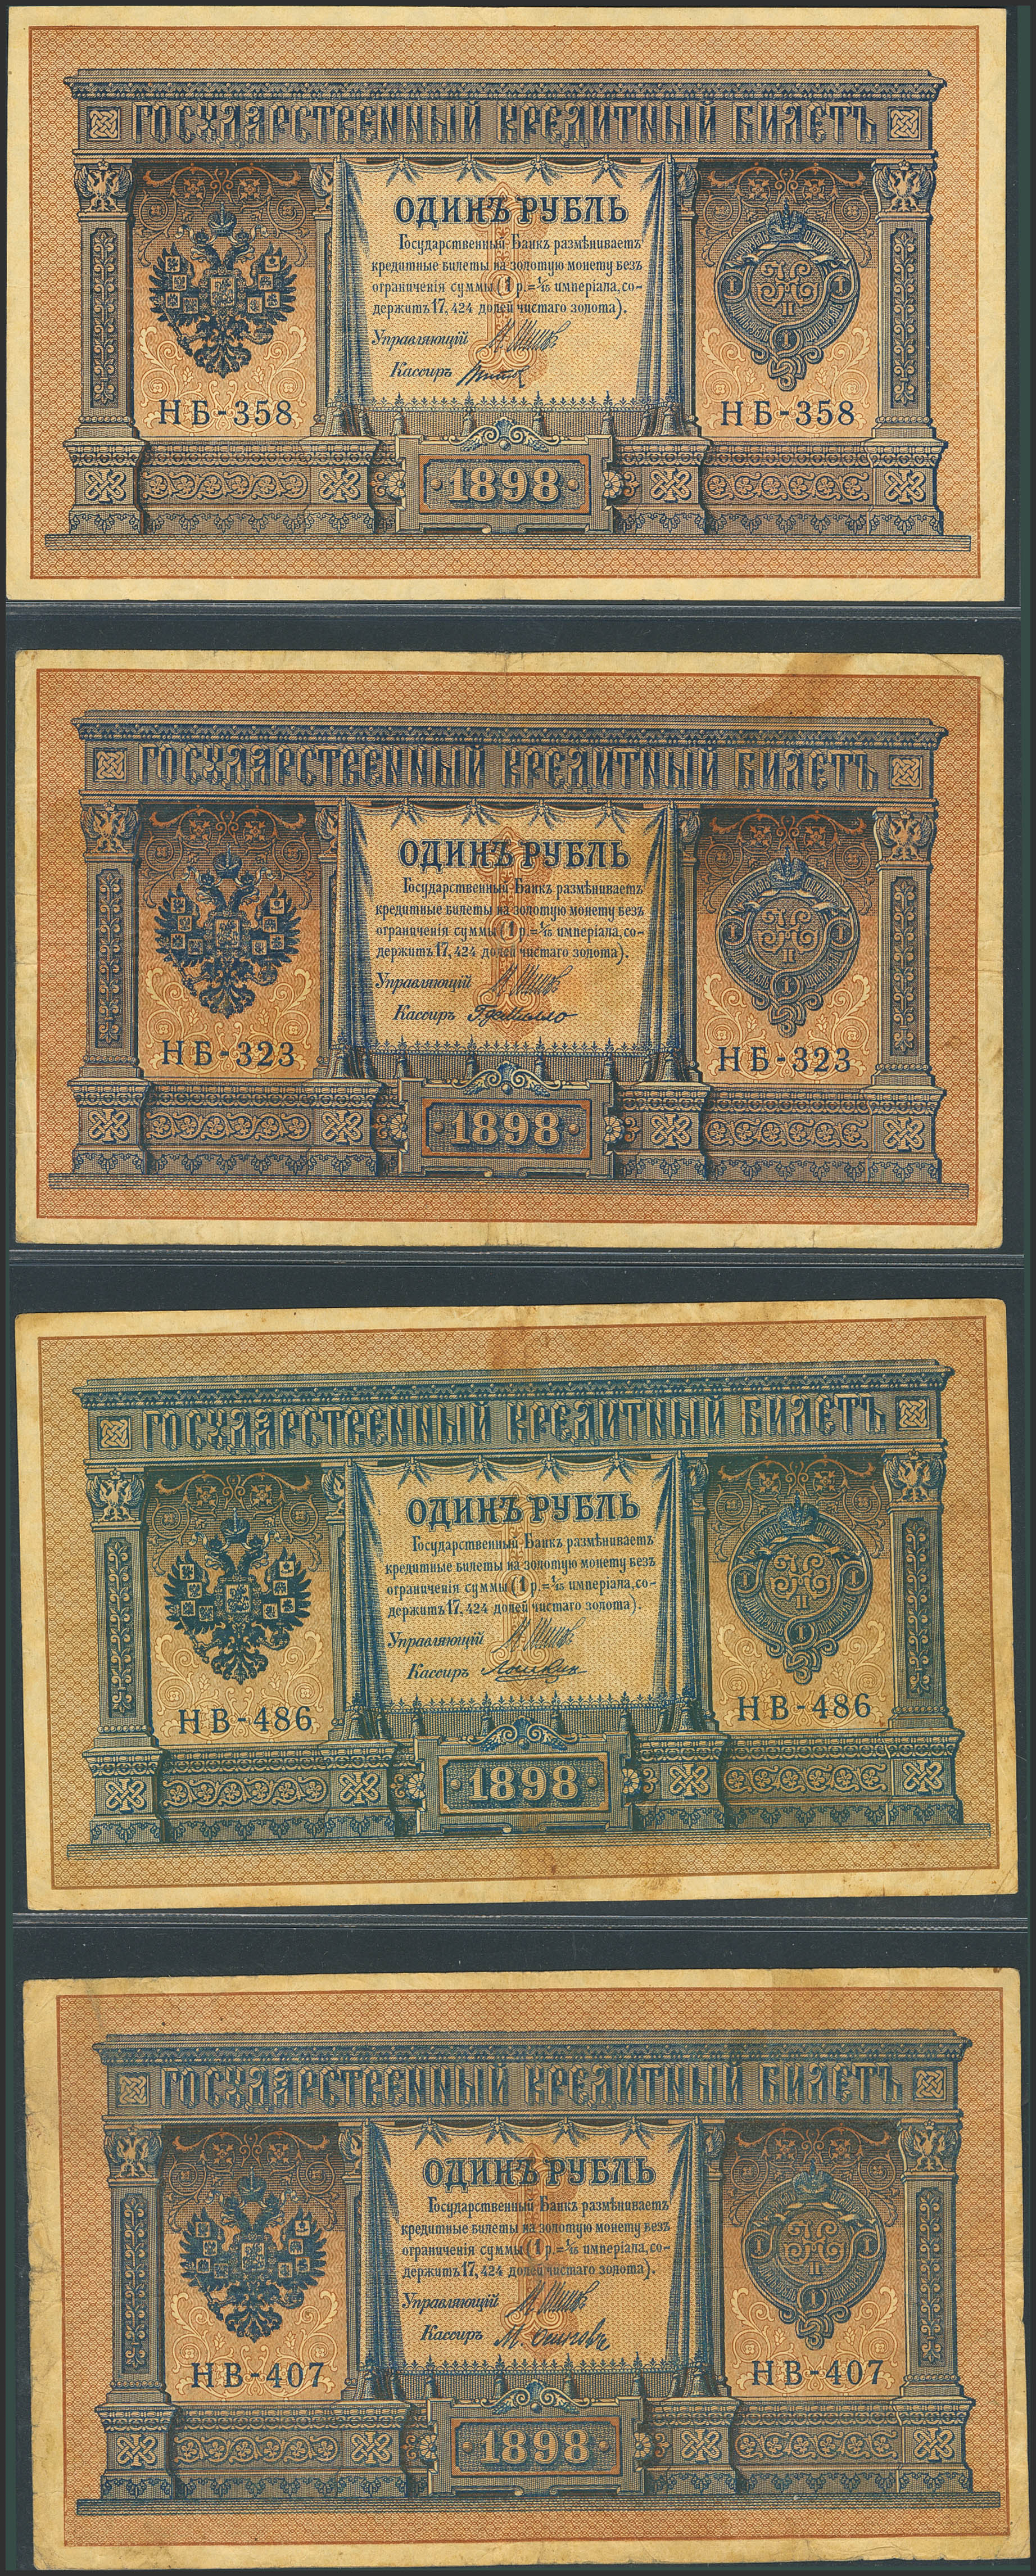 ГОСУДАРСТВЕННЫЙ КРЕДИТНЫЙ БИЛЕТЪ
ОДИНЪ РУБЛЬ
Государственный Банкъ размѣниваетъ
кредитные билеты на золотую монету безъ
ограниченія суммы (1 р.=1/15 имперіала, со-
держитъ 17,424 долей чистаго золота).
Управляющій
Кассиръ
НБ-358 НБ-358
1898
ГОСУДАРСТВЕННЫЙ КРЕДИТНЫЙ БИЛЕТЪ
ОДИНЪ РУБЛЬ
Государственный Банкъ размѣниваетъ
кредитные билеты на золотую монету безъ
ограниченія суммы (1 р.=1/15 имперіала, со-
держитъ 17,424 долей чистаго золота).
Управляющій
Кассиръ
НБ-323 НБ-323
1898
ГОСУДАРСТВЕННЫЙ КРЕДИТНЫЙ БИЛЕТЪ
ОДИНЪ РУБЛЬ
Государственный Банкъ размѣниваетъ
кредитные билеты на золотую монету безъ
ограниченія суммы (1 р.=1/15 имперіала, со-
держитъ 17,424 долей чистаго золота).
Управляющій
Кассиръ
НВ-486 НВ-486
1898
ГОСУДАРСТВЕННЫЙ КРЕДИТНЫЙ БИЛЕТЪ
ОДИНЪ РУБЛЬ
Государственный Банкъ размѣниваетъ
кредитные билеты на золотую монету безъ
ограниченія суммы (1 р.=1/15 имперіала, со-
держитъ 17,424 долей чистаго золота).
Управляющій
Кассиръ М. Осиповъ
НВ-407 НВ-407
1898